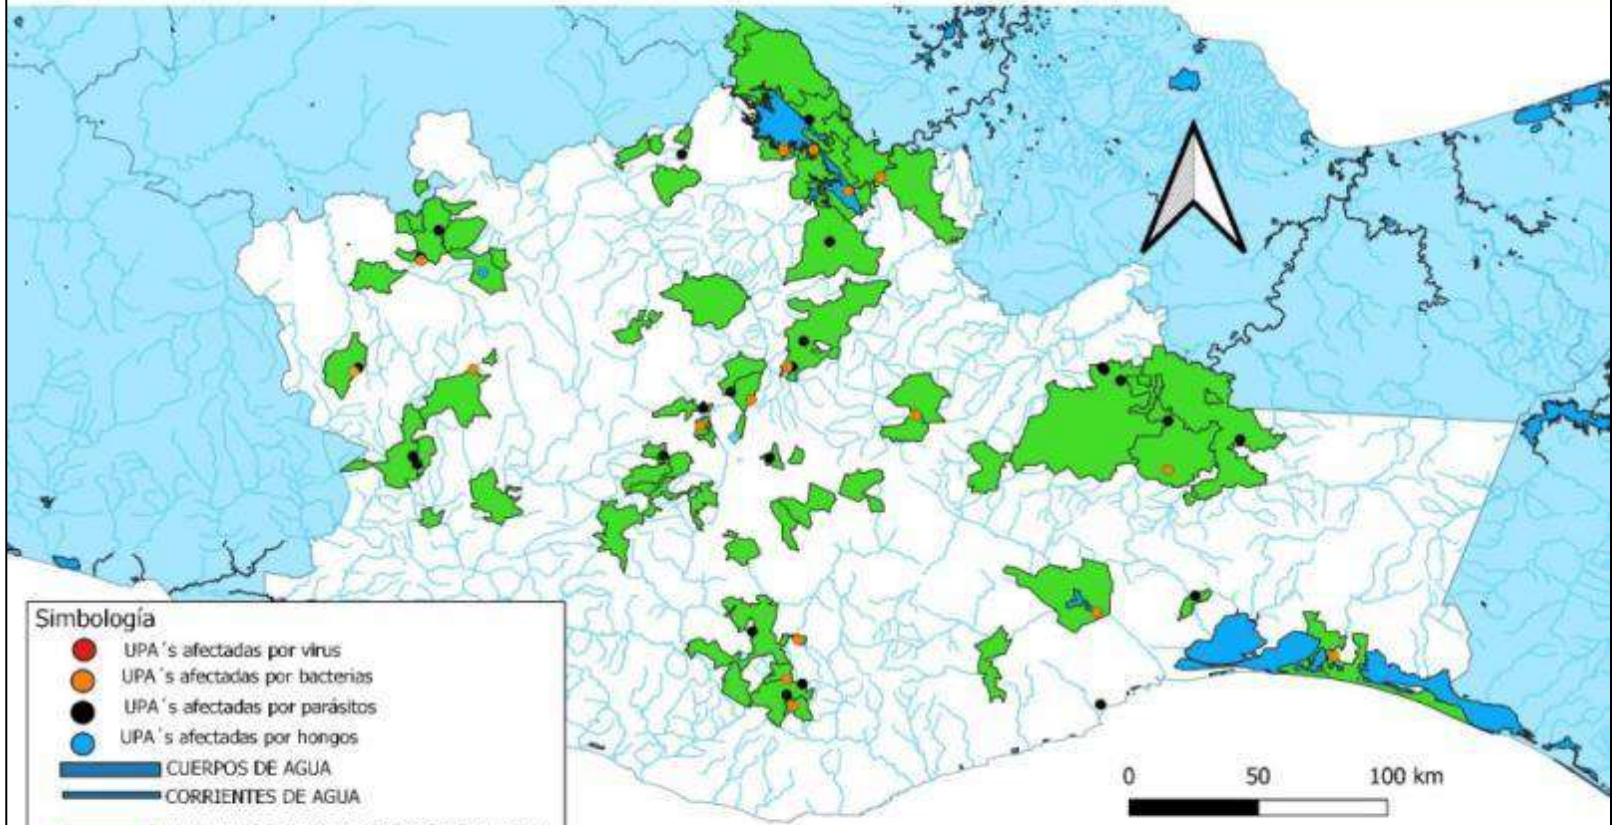 Simbología
UPA´s afectadas por virus
UPA´s afectadas por bacterias
UPA´s afectadas por parásitos
UPA´s afectadas por hongos
CUERPOS DE AGUA
CORRIENTES DE AGUA
0 50 100 km